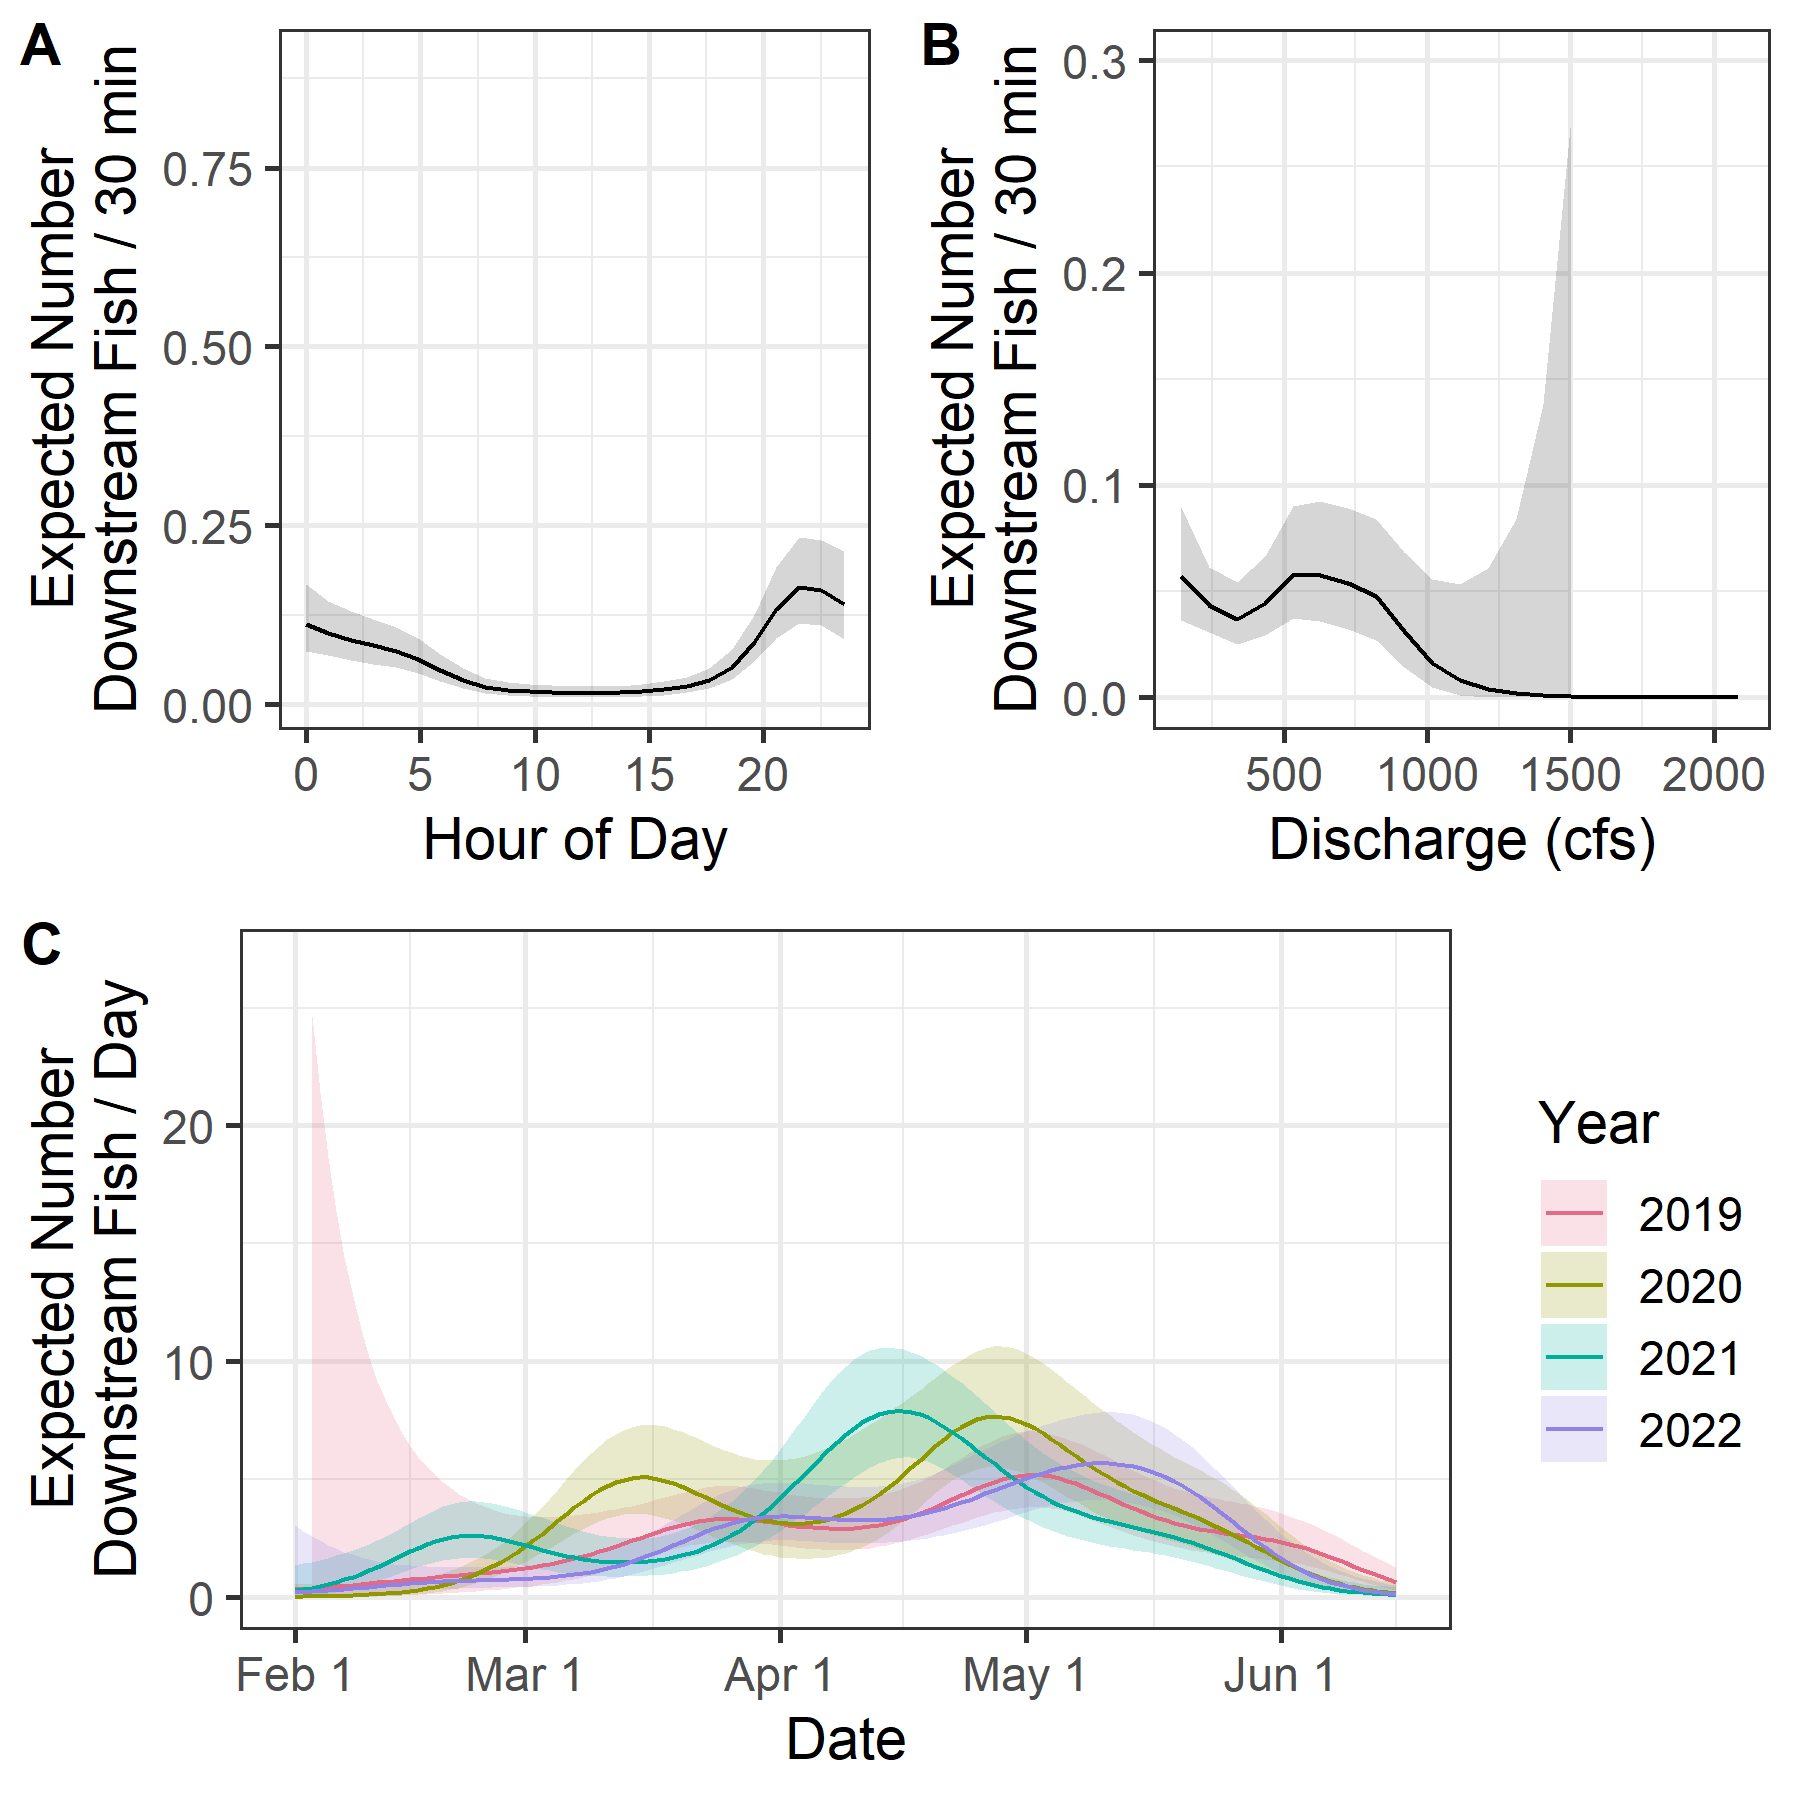 A
Expected Number
Downstream Fish / 30 min
0.75
0.50
0.25
0.00
0 5 10 15 20
Hour of Day
B
Expected Number
Downstream Fish / 30 min
0.3
0.2
0.1
0.0
500 1000 1500 2000
Discharge (cfs)
C
Expected Number
Downstream Fish / Day
20
10
0
Feb 1 Mar 1 Apr 1 May 1 Jun 1
Date
Year
2019
2020
2021
2022